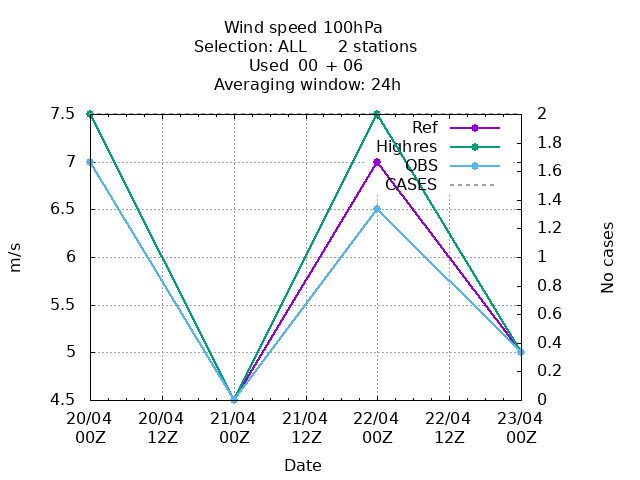 Wind speed 100hPa
Selection: ALL 2 stations
Used 00 + 06
Averaging window: 24h
7.5
7
6.5
6
5.5
5
4.5
m/s
2
1.8
1.6
1.4
1.2
1
0.8
0.6
0.4
0.2
0
No cases
Ref
Highres
OBS
CASES
20/04 20/04 21/04 21/04 22/04 22/04 23/04
00Z 12Z 00Z 12Z 00Z 12Z 00Z
Date